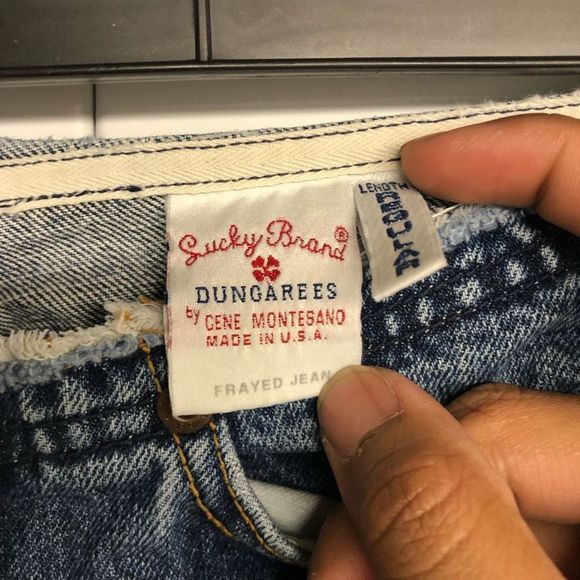 Lucky Brand®
DUNGAREES
by GENE MONTESANO
MADE IN U.S.A.
FRAYED JEAN
LENGTH
REGULAR